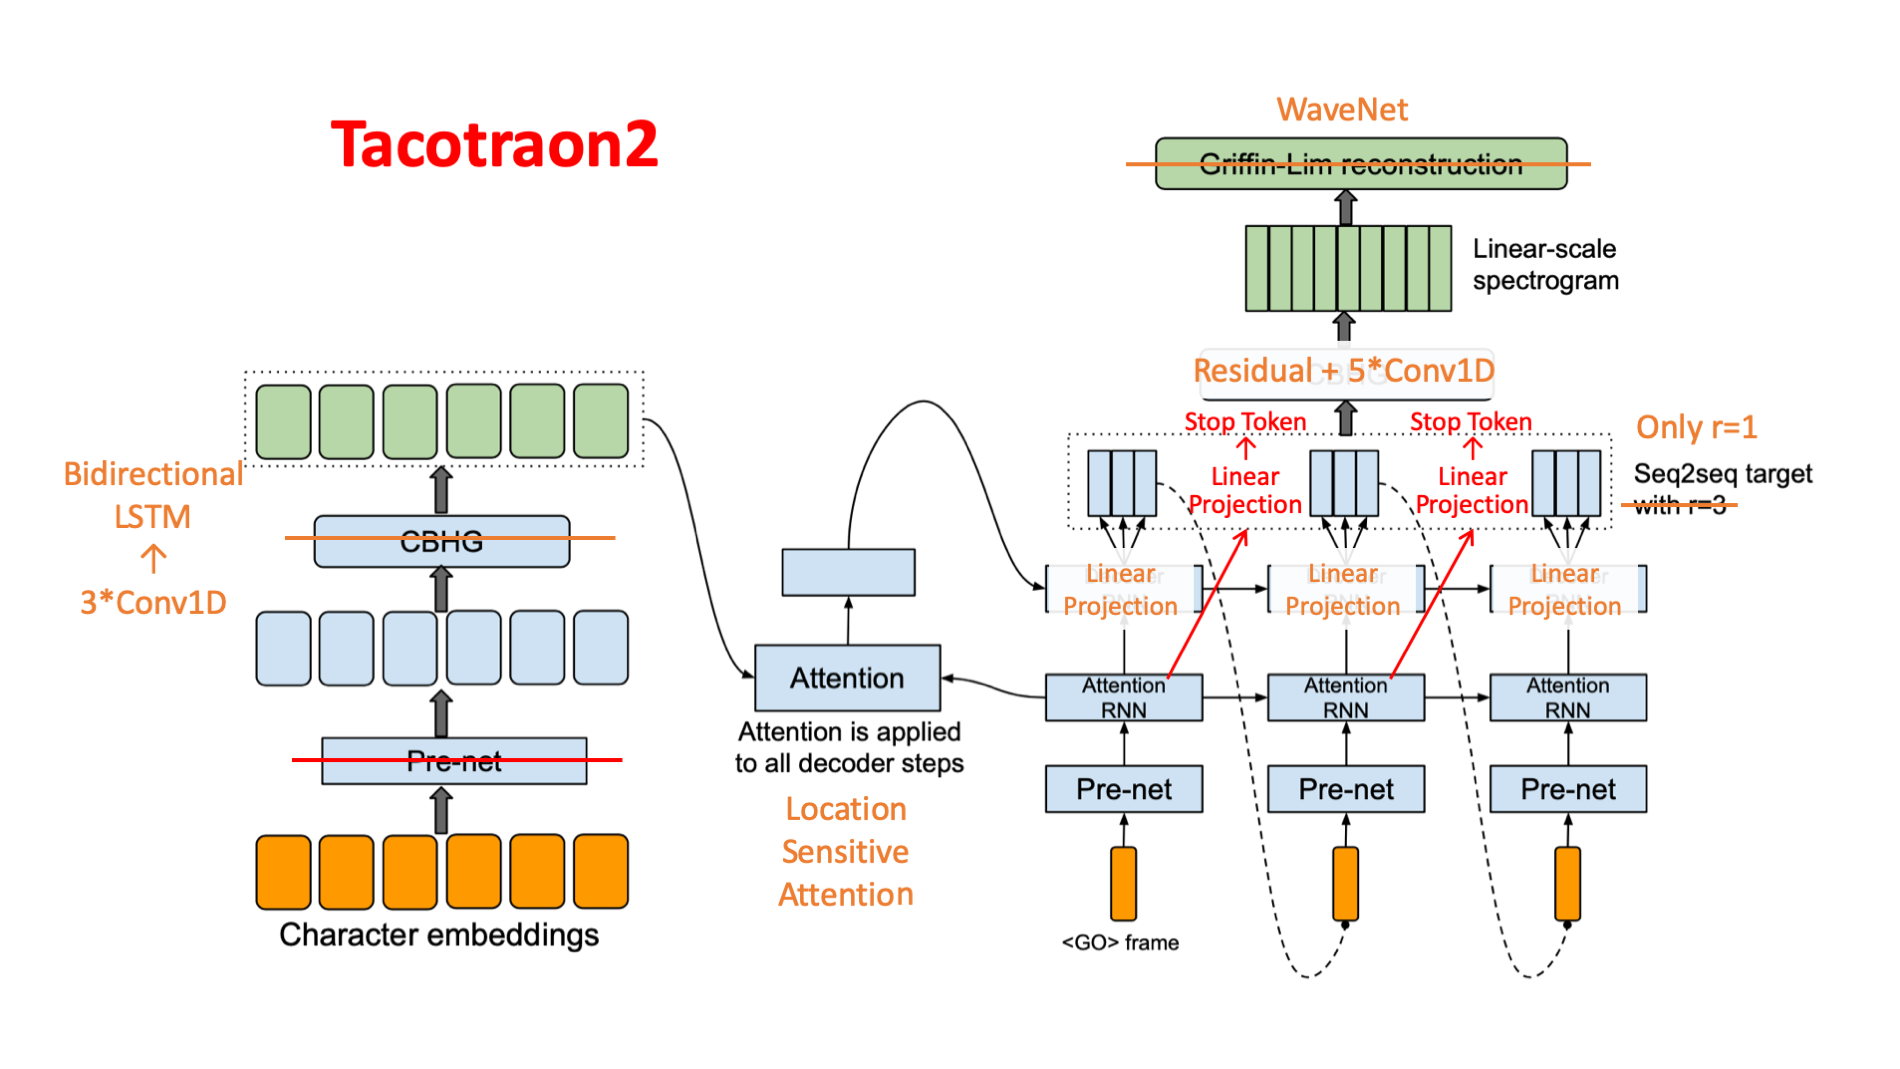 Tacotraon2
WaveNet
Griffin-Lim reconstruction
Linear-scale
spectrogram
Residual + 5*Conv1D
Stop Token
Stop Token
Only r=1
Linear
Projection
Linear
Projection
Seq2seq target
with r=3
Bidirectional
LSTM
↑
3*Conv1D
CBHG
Pre-net
Character embeddings
Attention
Attention is applied
to all decoder steps
Location
Sensitive
Attention
Linear
Projection
Linear
Projection
Linear
Projection
Attention
RNN
Attention
RNN
Attention
RNN
Pre-net
Pre-net
Pre-net
<GO> frame